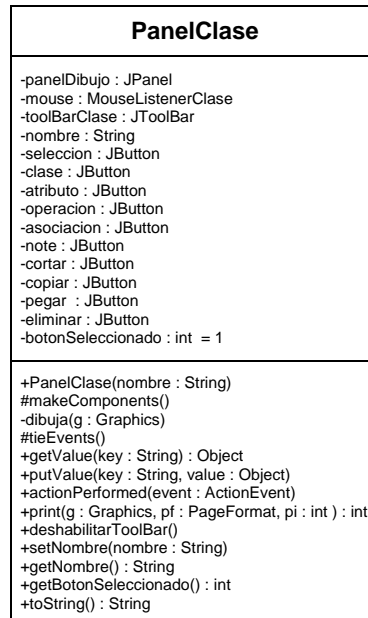 PanelClase
-panelDibujo : JPanel
-mouse : MouseListenerClase
-toolBarClase : JToolBar
-nombre : String
-seleccion : JButton
-clase : JButton
-atributo : JButton
-operacion : JButton
-asociacion : JButton
-note : JButton
-cortar : JButton
-copiar : JButton
-pegar : JButton
-eliminar : JButton
-botonSeleccionado : int = 1
+PanelClase(nombre : String)
#makeComponents()
-dibuja(g : Graphics)
#tieEvents()
+getValue(key : String) : Object
+putValue(key : String, value : Object)
+actionPerformed(event : ActionEvent)
+print(g : Graphics, pf : PageFormat, pi : int ) : int
+deshabilitarToolBar()
+setNombre(nombre : String)
+getNombre() : String
+getBotonSeleccionado() : int
+toString() : String